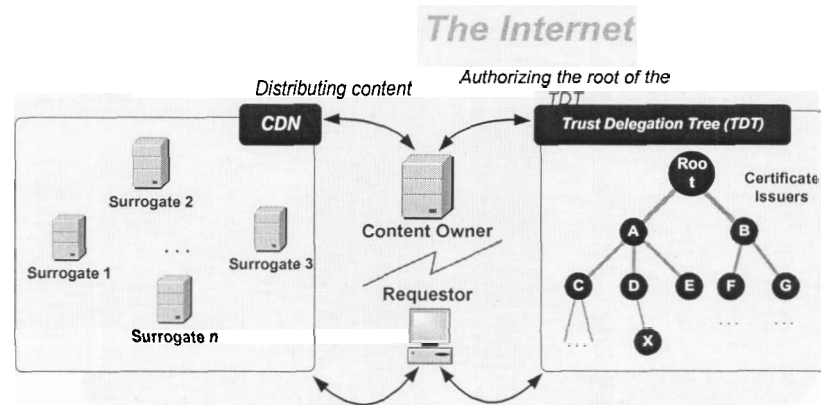 The Internet
Distributing content
Authorizing the root of the
TDT
CDN
Trust Delegation Tree (TDT)
Surrogate 2
Surrogate 1
...
Surrogate 3
Surrogate n
Content Owner
Requestor
Roo
t
Certificate
Issuers
A
B
C
D
E
F
G
...
X
...
...